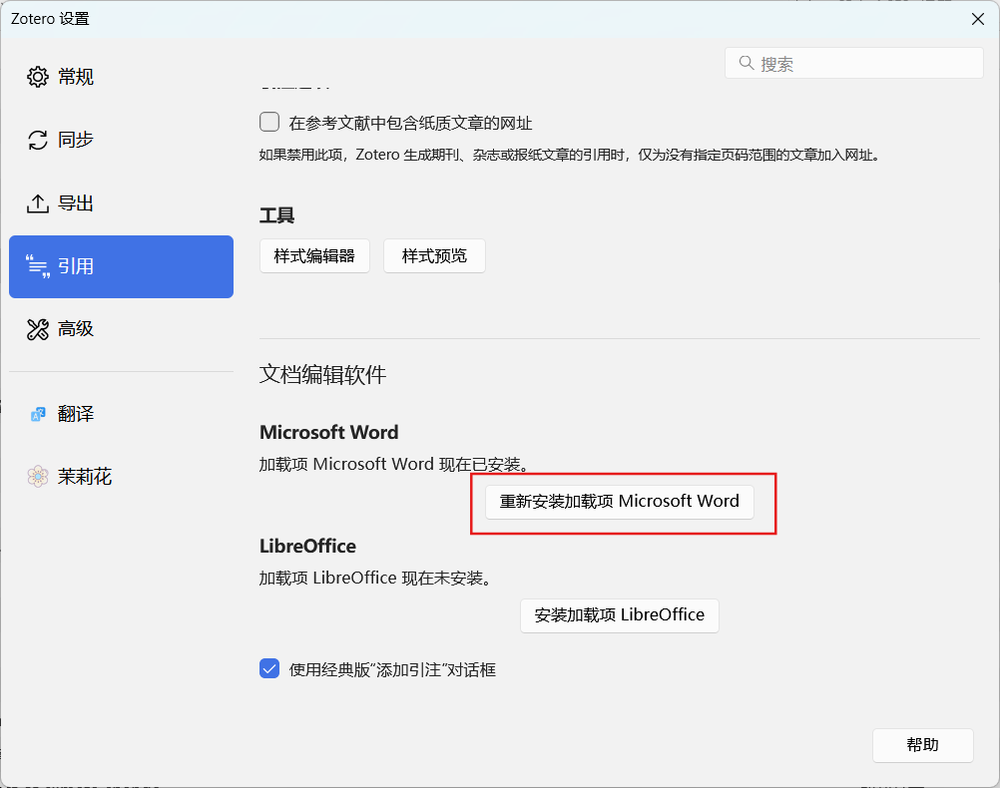 Zotero 设置
搜索
常规
同步
导出
引用
高级
翻译
茉莉花
在参考文献中包含纸质文章的网址
如果禁用此项，Zotero 生成期刊、杂志或报纸文章的引用时，仅为没有指定页码范围的文章加入网址。
工具
样式编辑器 样式预览
文档编辑软件
Microsoft Word
加载项 Microsoft Word 现在已安装。
重新安装加载项 Microsoft Word
LibreOffice
加载项 LibreOffice 现在未安装。
安装加载项 LibreOffice
使用经典版“添加引注”对话框
帮助